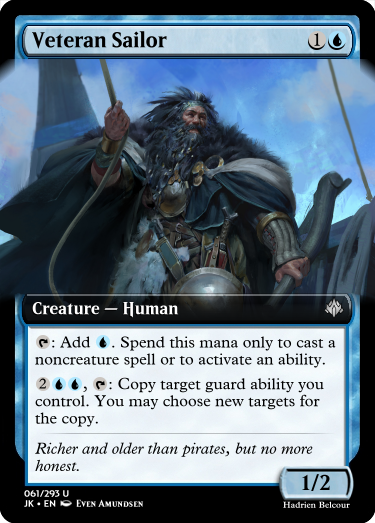 Veteran Sailor 1
Creature — Human
: Add . Spend this mana only to cast a
noncreature spell or to activate an ability.
2 , : Copy target guard ability you
control. You may choose new targets for
the copy.
Richer and older than pirates, but no more
honest.
1/2
061/293 U
JK • EN Even Amundsen
Hadrien Belcour